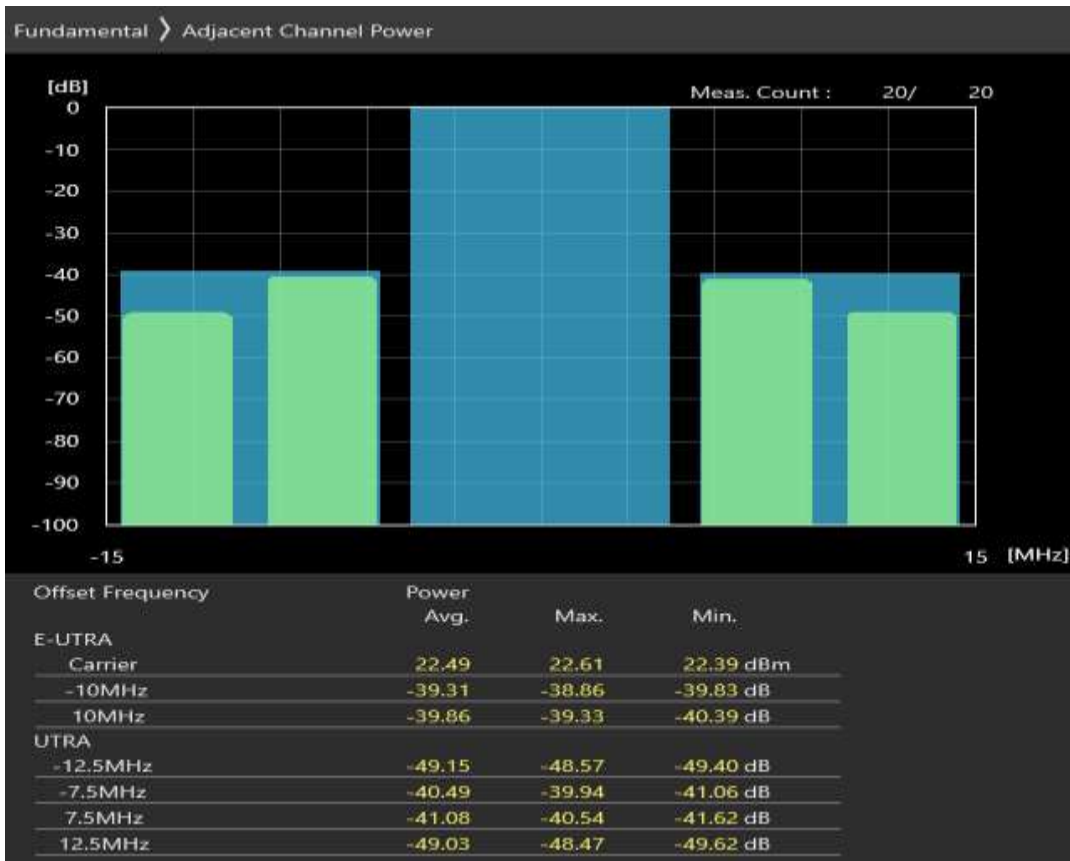 Fundamental 〉 Adjacent Channel Power
[dB]
Meas. Count : 20/ 20
0
-10
-20
-30
-40
-50
-60
-70
-80
-90
-100
-15 15 [MHz]
Offset Frequency Power
Avg. Max. Min.
E-UTRA
Carrier 22.49 22.61 22.39 dBm
-10MHz -39.31 -38.86 -39.83 dB
10MHz -39.86 -39.33 -40.39 dB
UTRA
-12.5MHz -49.15 -48.57 -49.40 dB
-7.5MHz -40.49 -39.94 -41.06 dB
7.5MHz -41.08 -40.54 -41.62 dB
12.5MHz -49.03 -48.47 -49.62 dB